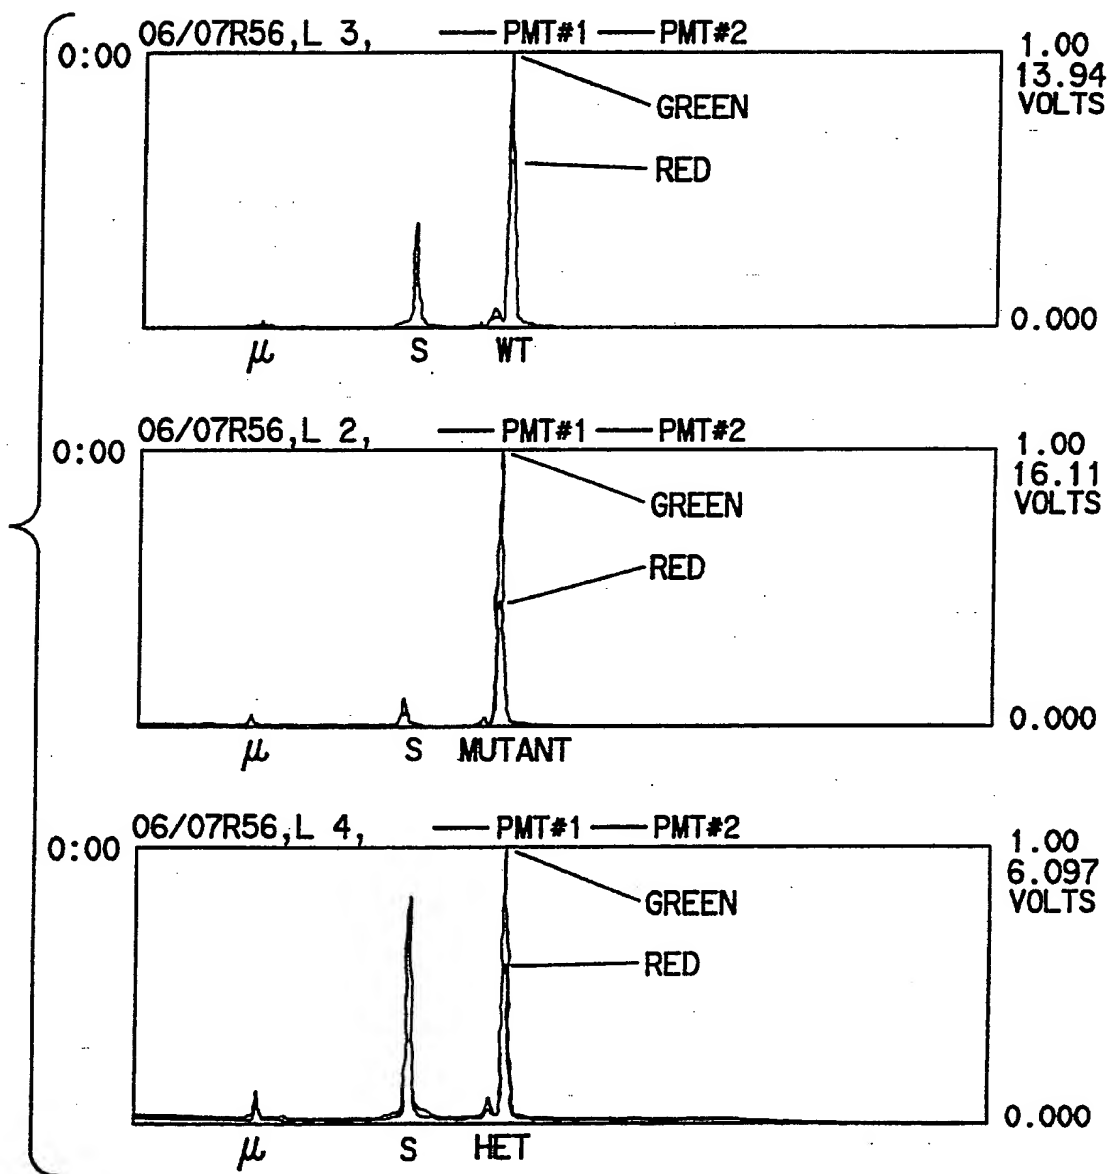 06/07R56,L 3, PMT#1 PMT#2
0:00
1.00
13.94
VOLTS
GREEN
RED
0.000
μ S WT
06/07R56,L 2, PMT#1 PMT#2
0:00
1.00
16.11
VOLTS
GREEN
RED
0.000
μ S MUTANT
06/07R56,L 4, PMT#1 PMT#2
0:00
1.00
6.097
VOLTS
GREEN
RED
0.000
μ S HET